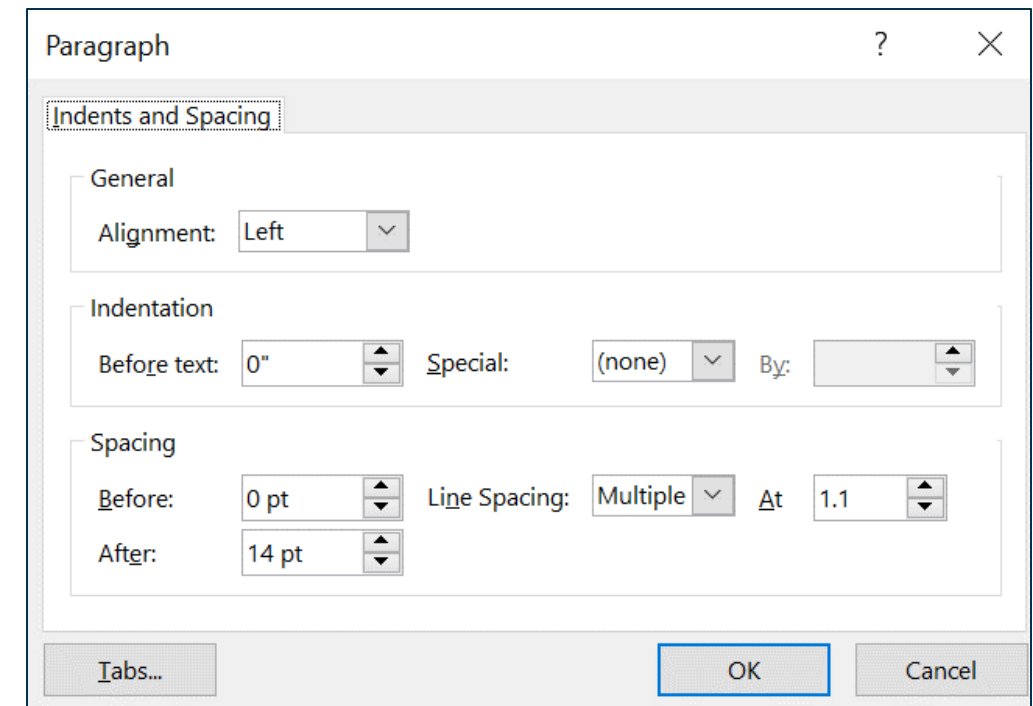 Paragraph ?
Indents and Spacing
General
Alignment: Left
Indentation
Before text: 0" Special: (none) By:
Spacing
Before: 0 pt Line Spacing: Multiple At 1.1
After: 14 pt
Tabs... OK Cancel